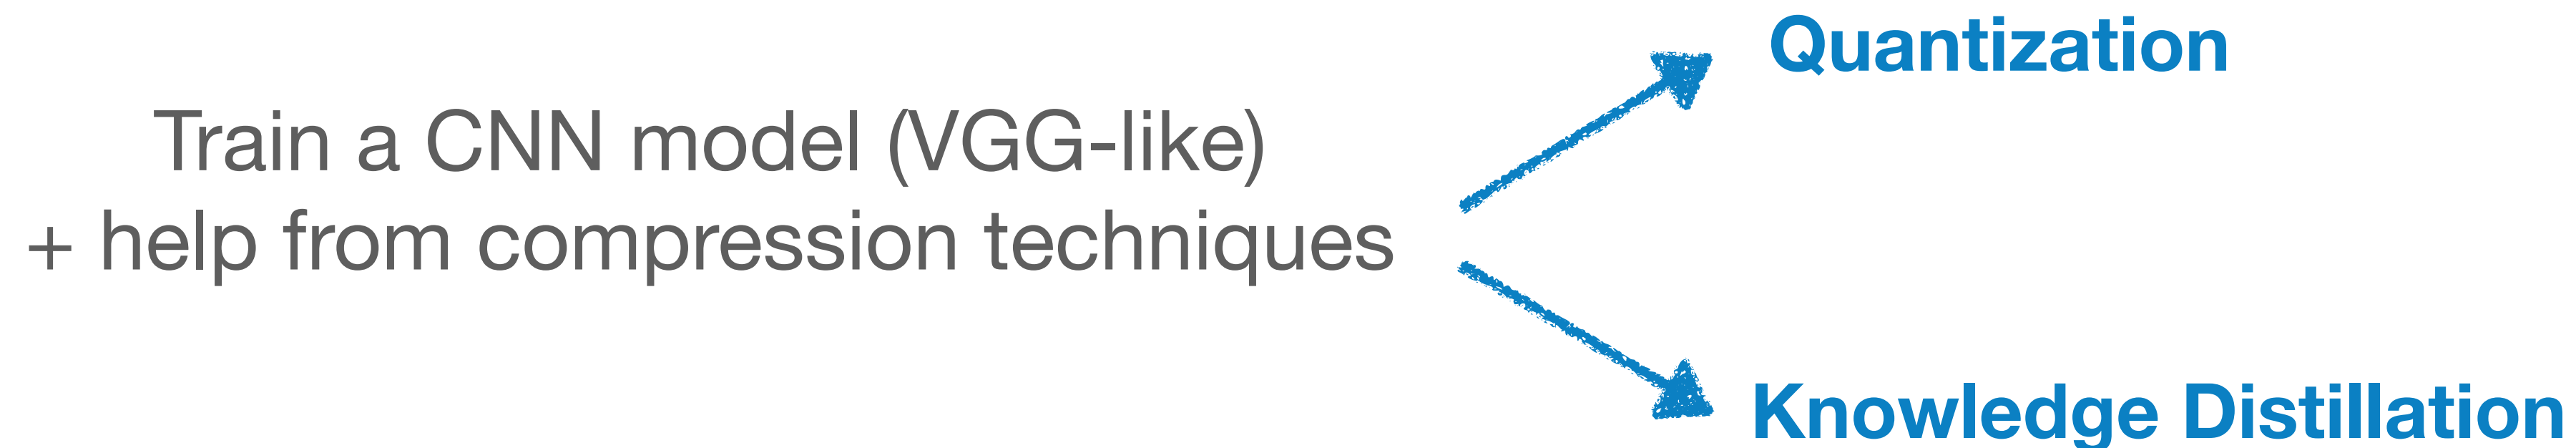 Quantization
Train a CNN model (VGG-like)
+ help from compression techniques
Knowledge Distillation